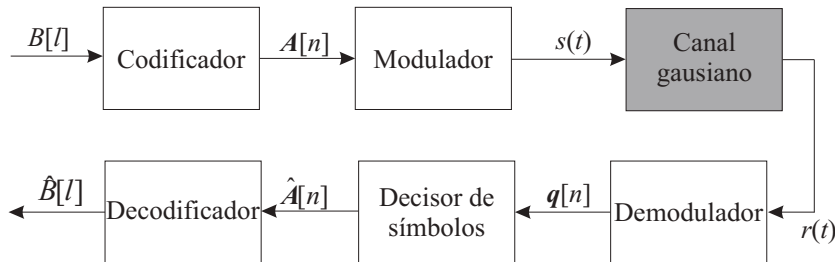 B[l]
Codificador
A[n]
Modulador
s(t)
Canal
gausiano
B̂[l]
Decodificador
Â[n]
Decisor de
símbolos
q[n]
Demodulador
r(t)